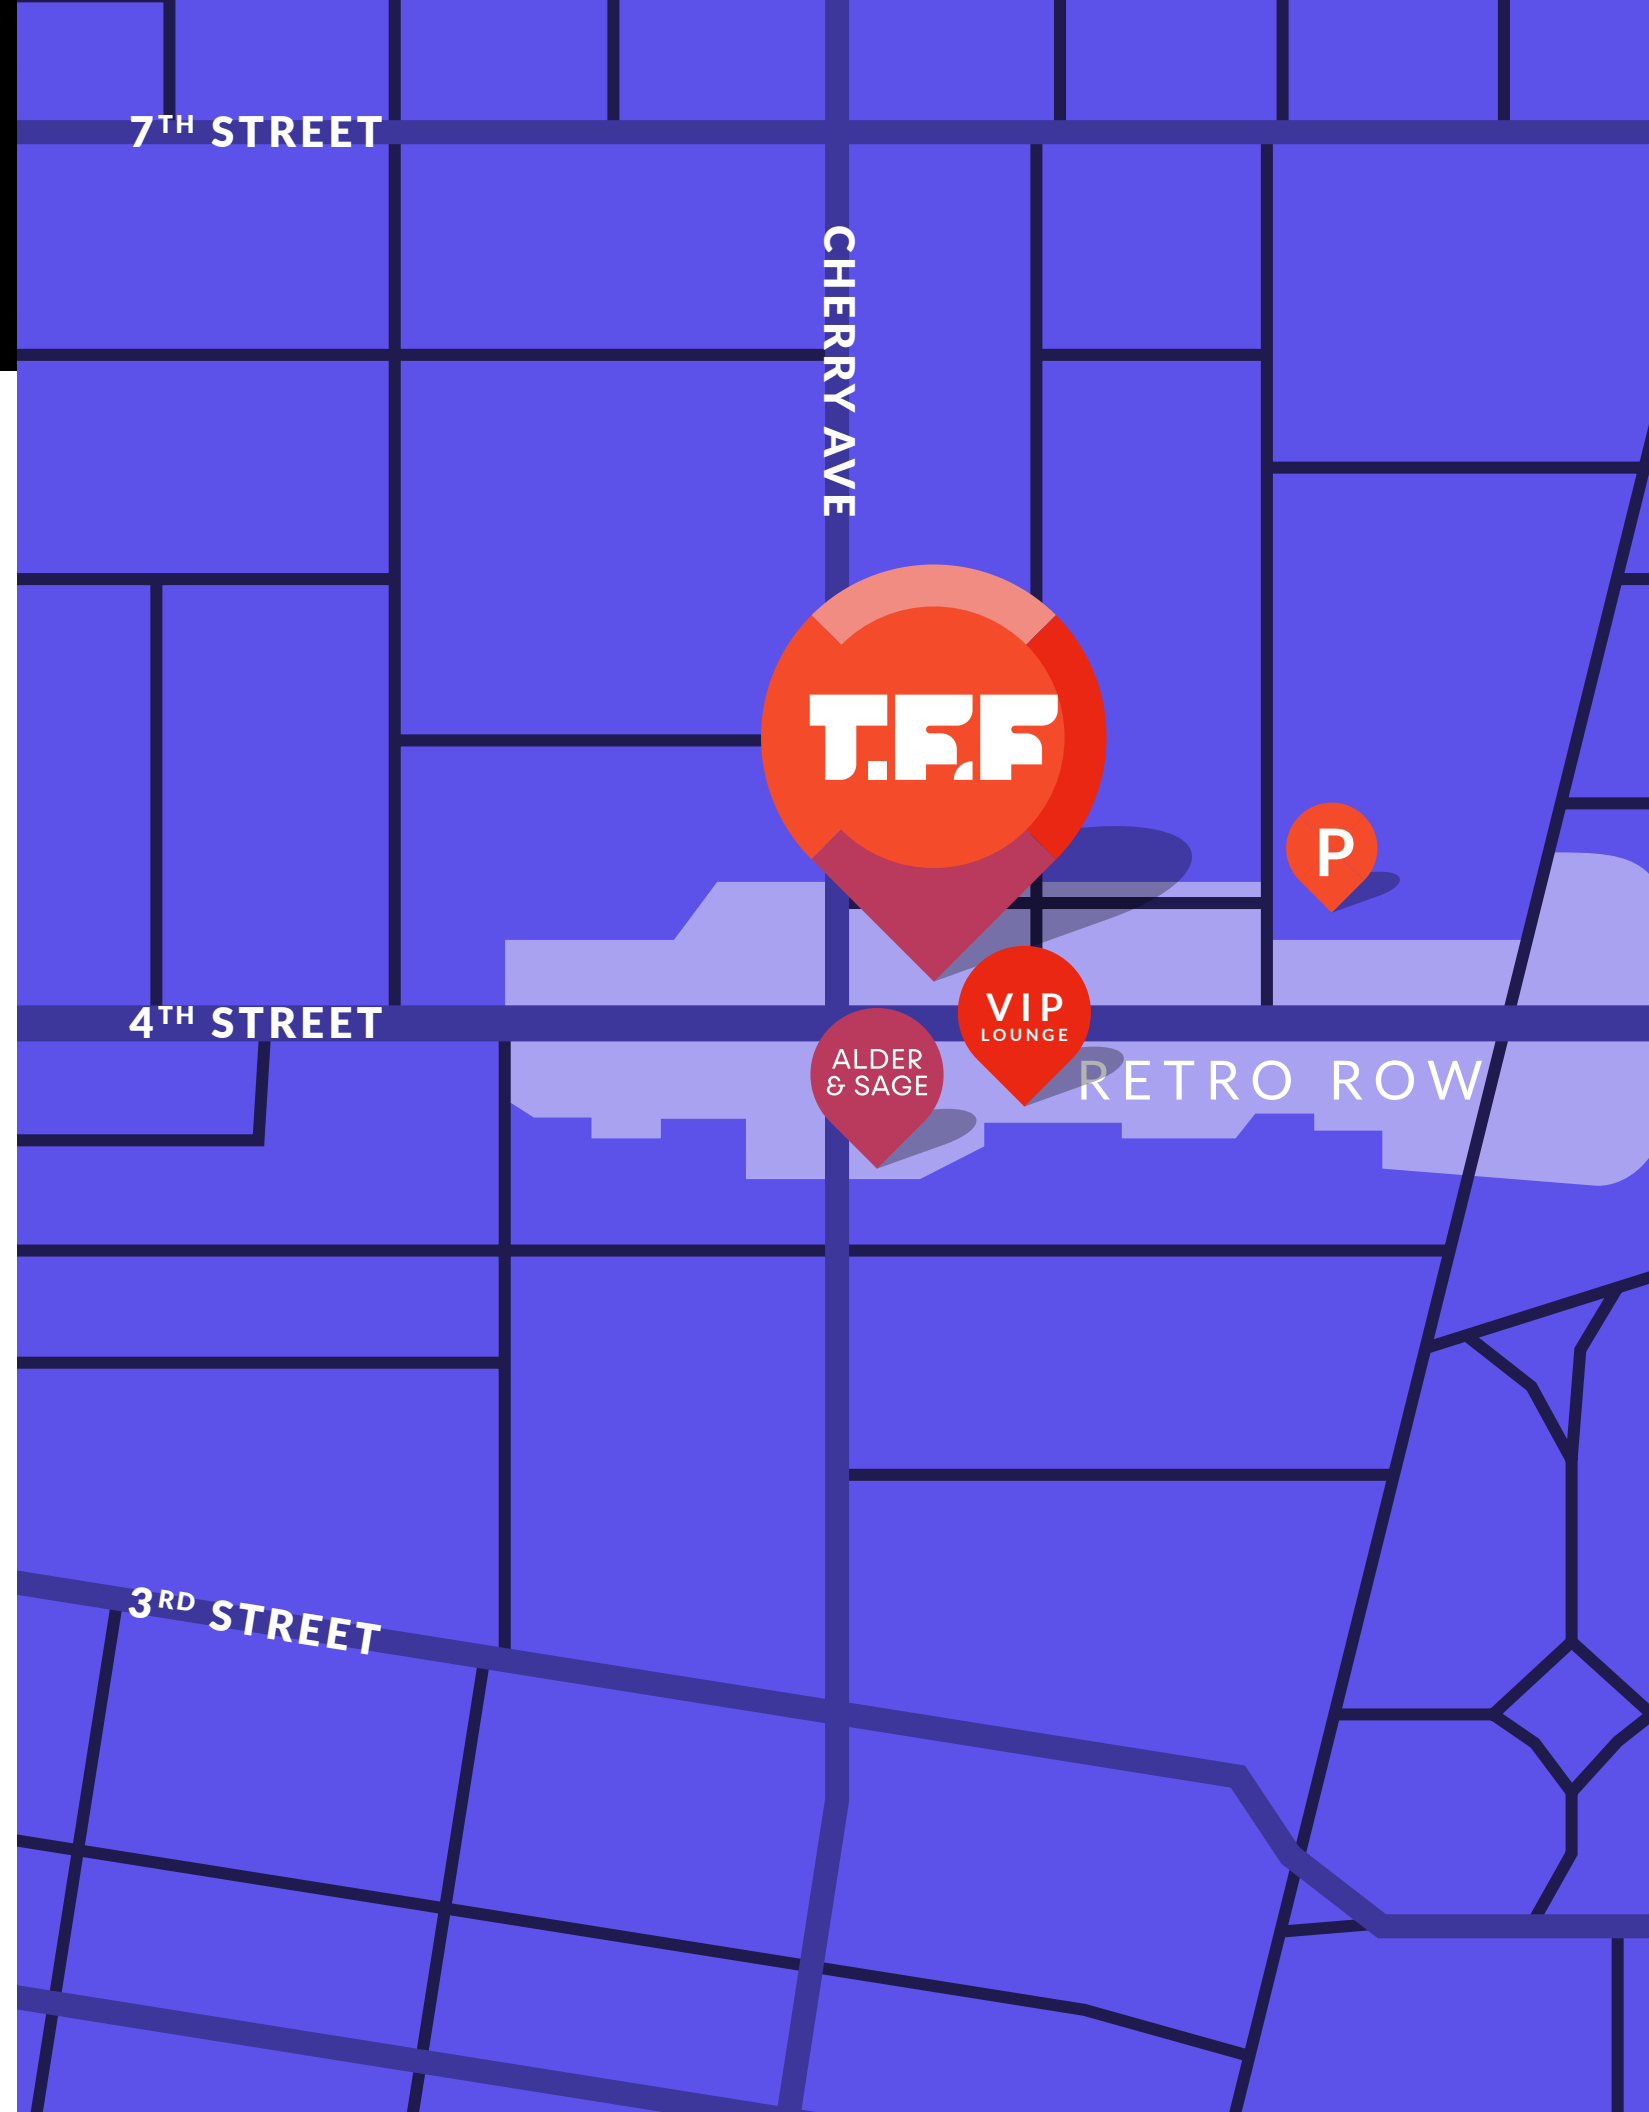 7TH STREET
CHERRY AVE
T.F.F
P
VIP
LOUNGE
4TH STREET
ALDER
& SAGE
RETRO ROW
3RD STREET